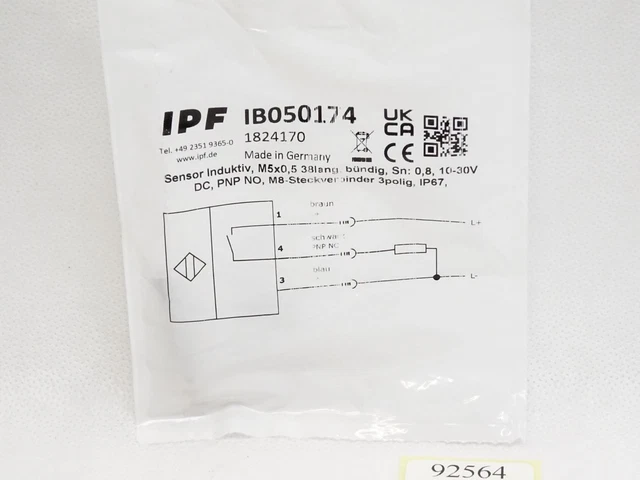 IPF IB050174
1824170
UK CA
Tel. +49 2351 9365-0
www.ipf.de
Made in Germany
CE
Sensor Induktiv, M5x0,5 38lang, bündig, Sn: 0,8, 10-30V
DC, PNP NO, M8-Steckverbinder 3polig, IP67,
1 braun
L+
4 schwarz
PNP NO
3 blau
L-
92564